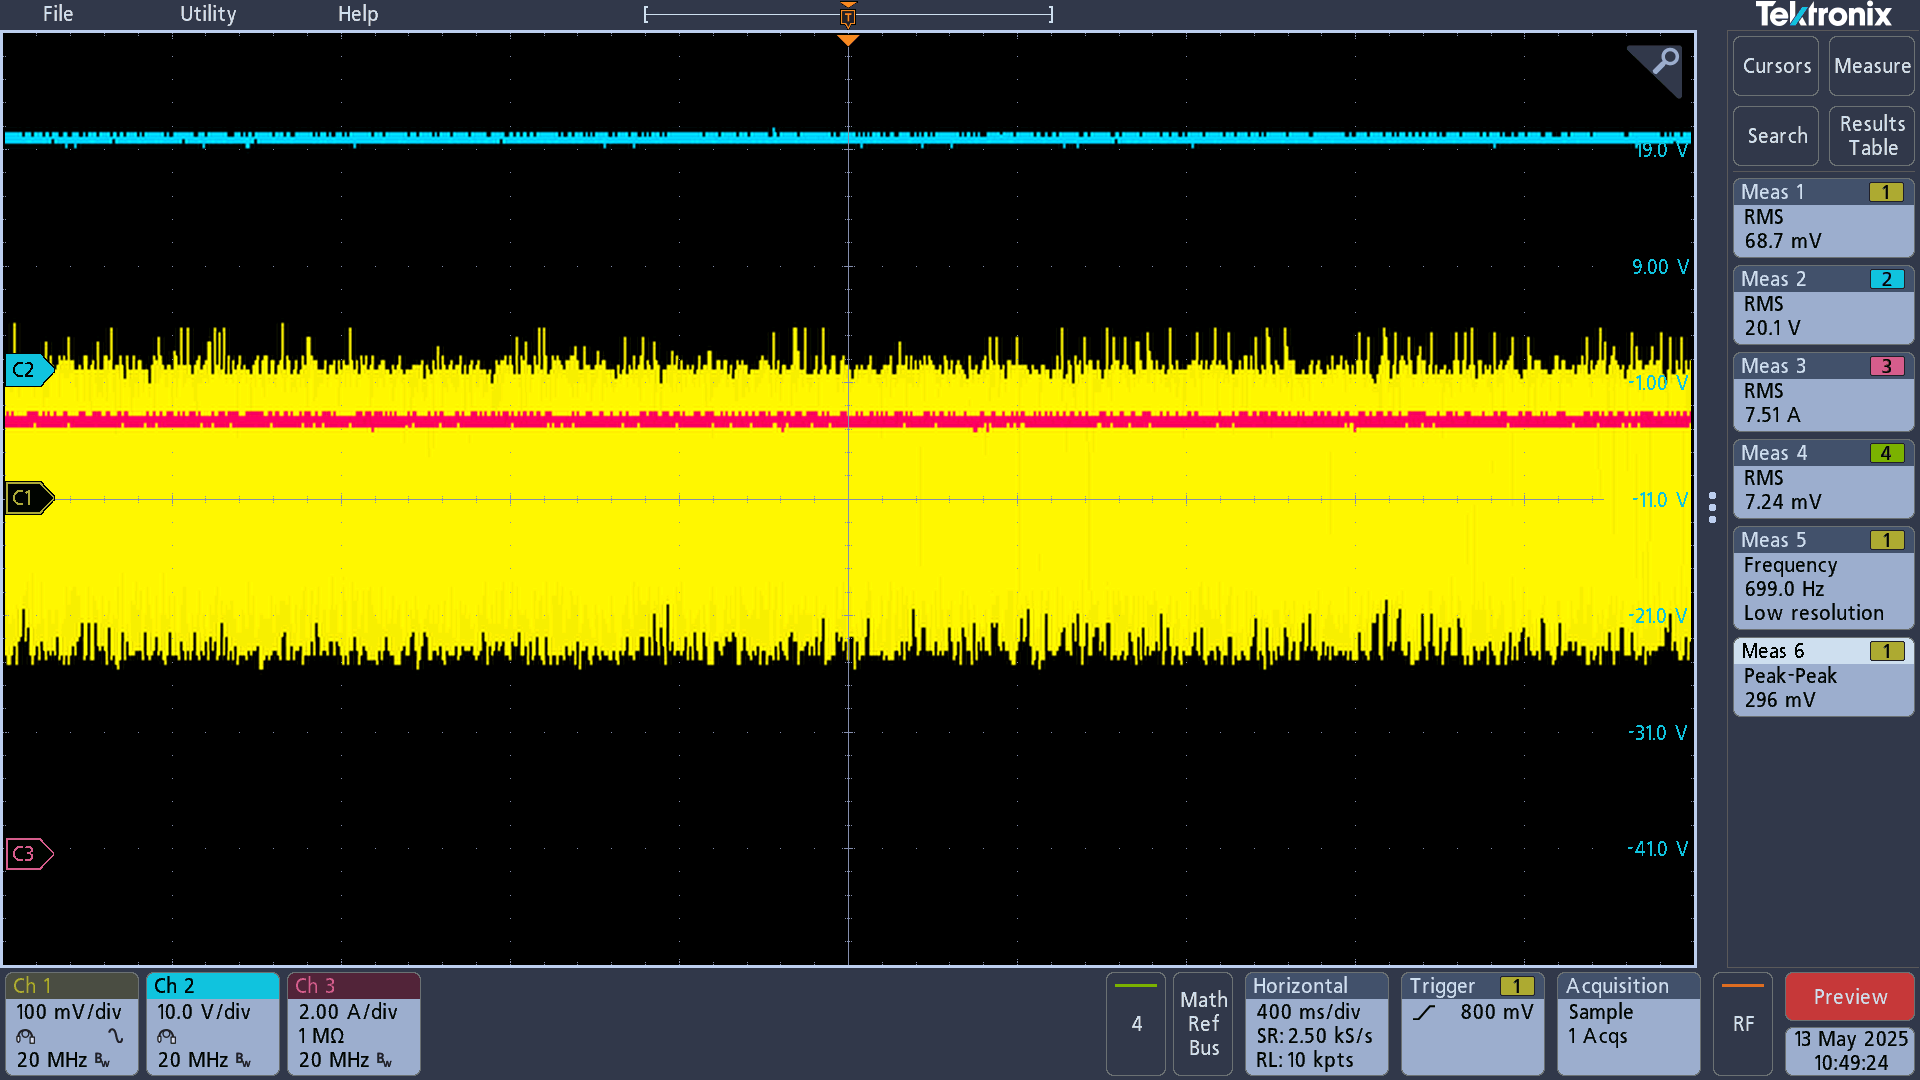 File Utility Help
T
Tektronix
Cursors Measure
Search Results Table
19.0 V
9.00 V
-1.00 V
-11.0 V
-21.0 V
-31.0 V
-41.0 V
C2
C1
C3
Meas 1 1
RMS
68.7 mV
Meas 2 2
RMS
20.1 V
Meas 3 3
RMS
7.51 A
Meas 4 4
RMS
7.24 mV
Meas 5 1
Frequency
699.0 Hz
Low resolution
Meas 6 1
Peak-Peak
296 mV
Ch 1
100 mV/div
20 MHz Bw
Ch 2
10.0 V/div
20 MHz Bw
Ch 3
2.00 A/div
1 MΩ
20 MHz Bw
4
Math
Ref
Bus
Horizontal
400 ms/div
SR: 2.50 kS/s
RL: 10 kpts
Trigger 1
800 mV
Acquisition
Sample
1 Acqs
RF
Preview
13 May 2025
10:49:24